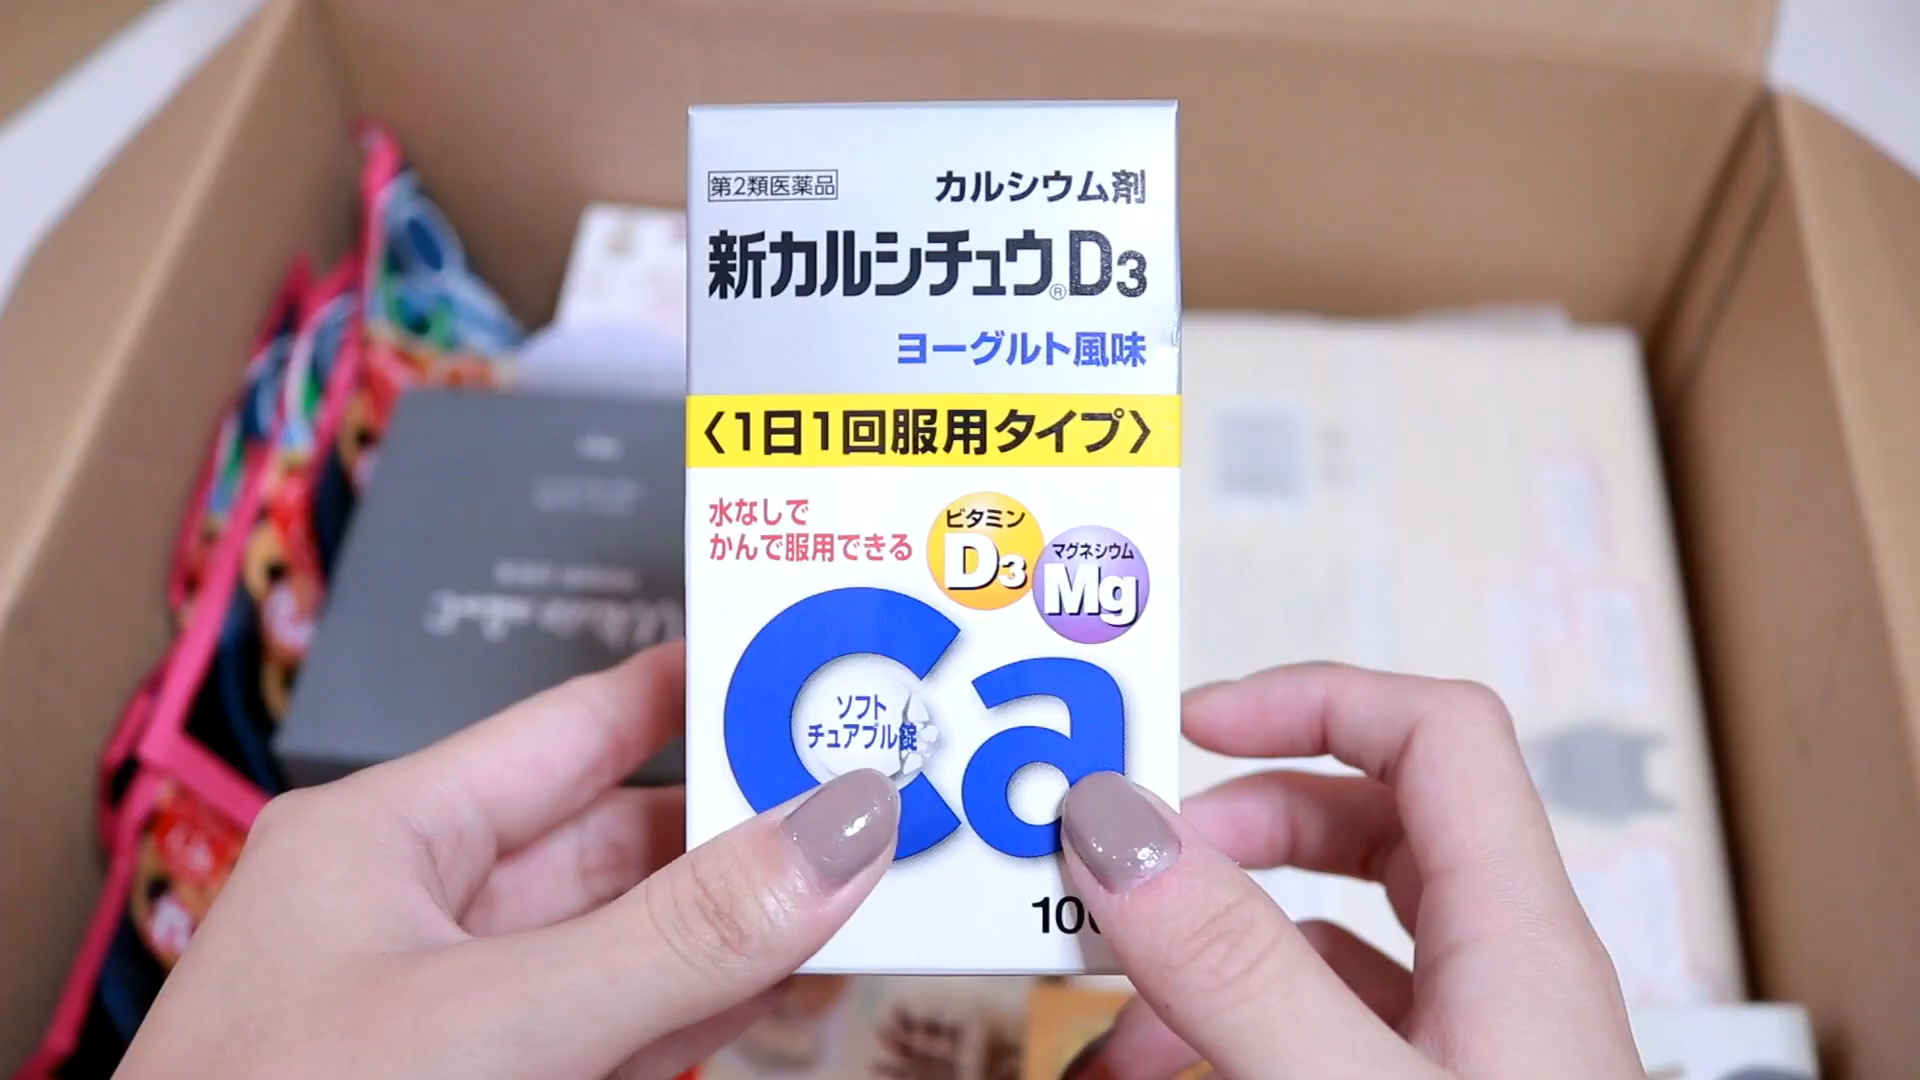 第2類医薬品
カルシウム剤
新カルシチュウ®D3
ヨーグルト風味
〈1日1回服用タイプ〉
水なしで
かんで服用できる
ビタミン
D3
マグネシウム
Mg
Ca
ソフト
チュアブル錠